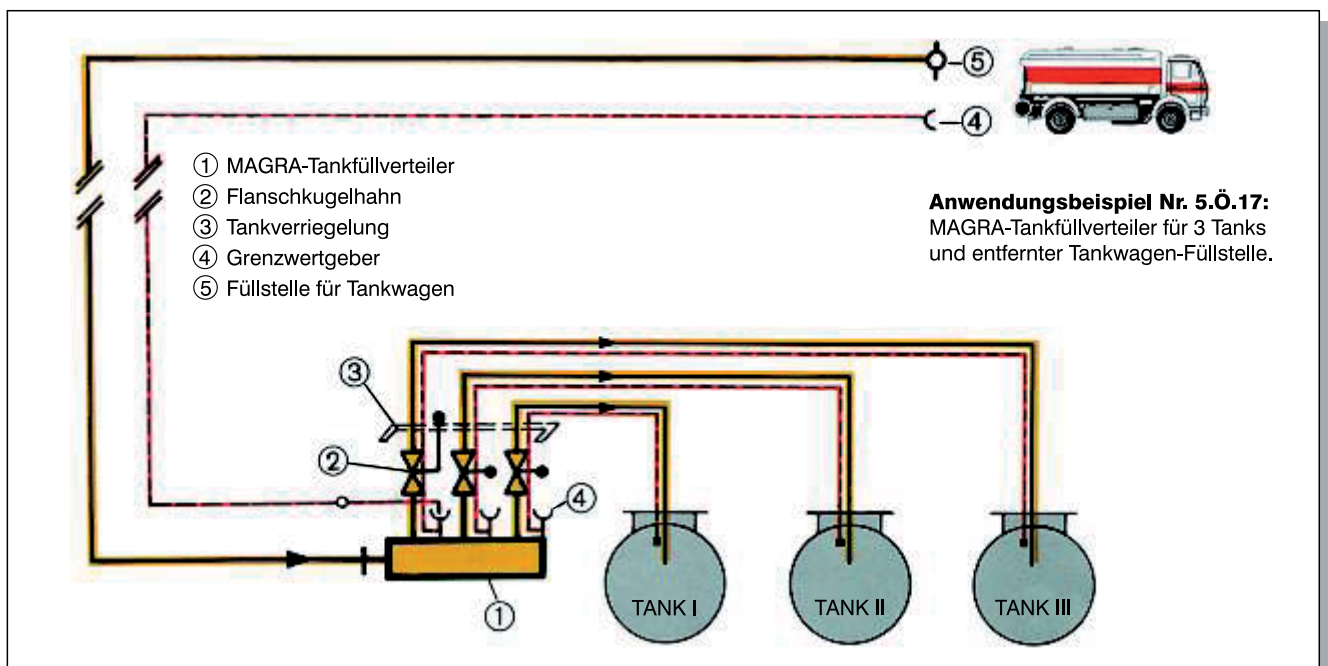 ⑤
④
① MAGRA-Tankfüllverteiler
② Flanschkugelhahn
③ Tankverriegelung
④ Grenzwertgeber
⑤ Füllstelle für Tankwagen
Anwendungsbeispiel Nr. 5.Ö.17:
MAGRA-Tankfüllverteiler für 3 Tanks
und entfernter Tankwagen-Füllstelle.
③
②
④
①
TANK I
TANK II
TANK III